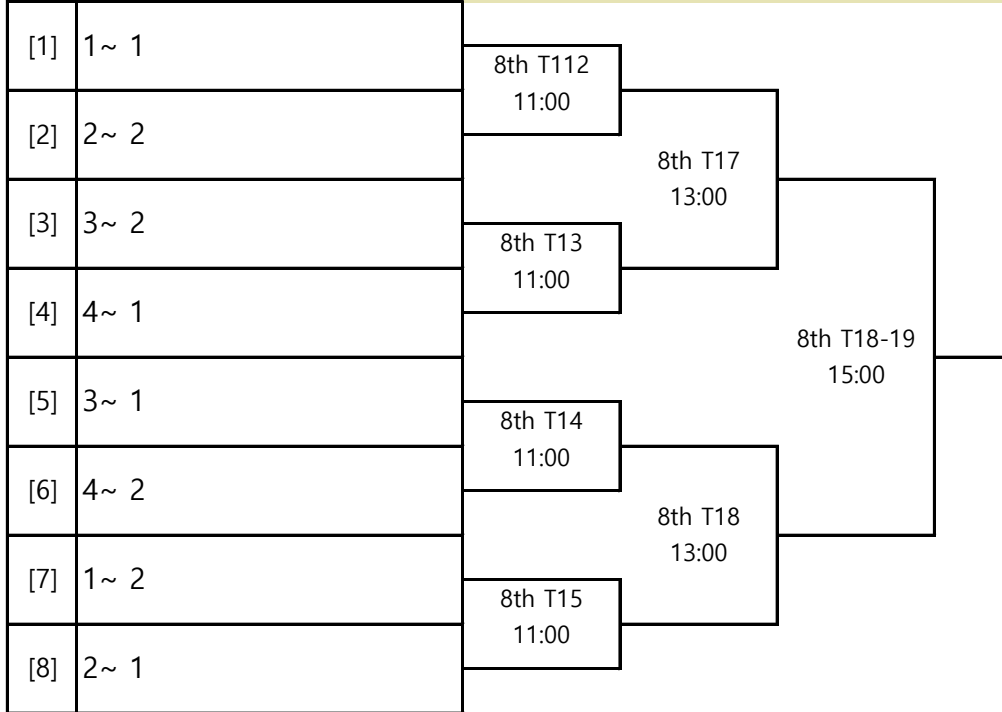 [1] 1~ 1
8th T112
11:00
[2] 2~ 2
8th T17
13:00
[3] 3~ 2
8th T13
11:00
[4] 4~ 1
8th T18-19
15:00
[5] 3~ 1
8th T14
11:00
[6] 4~ 2
8th T18
13:00
[7] 1~ 2
8th T15
11:00
[8] 2~ 1